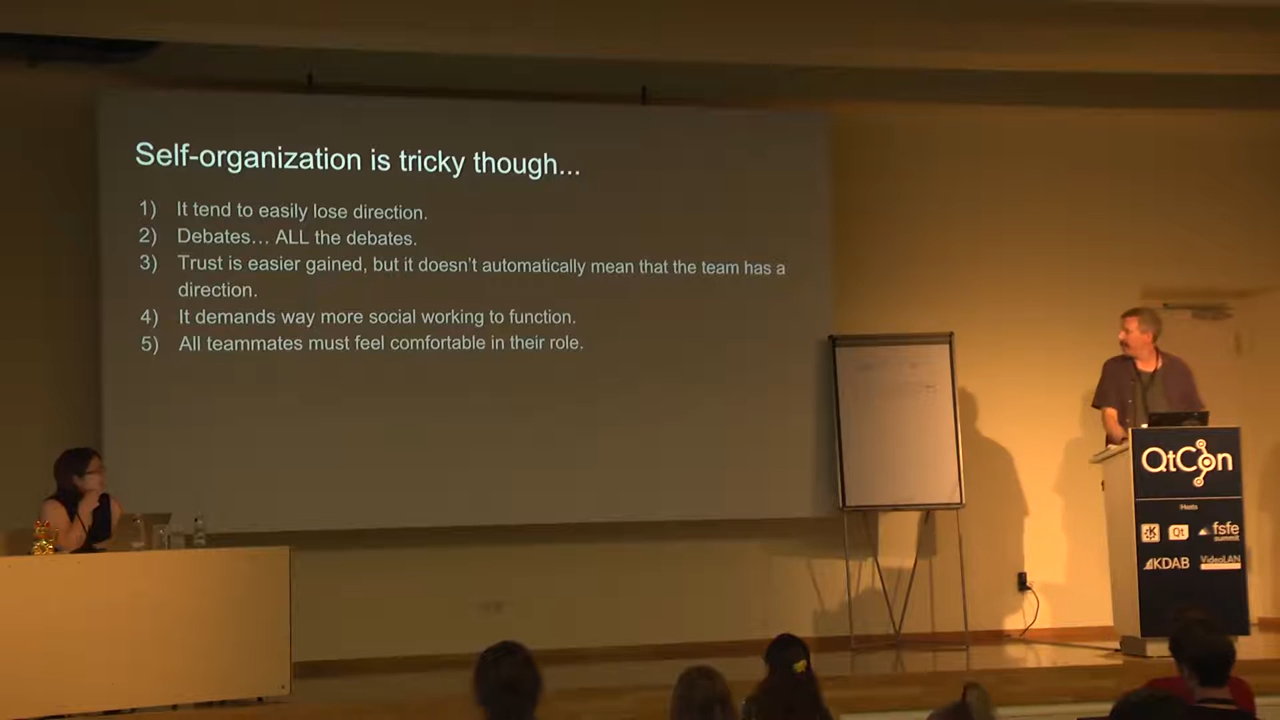 Self-organization is tricky though...
1) It tend to easily lose direction.
2) Debates... ALL the debates.
3) Trust is easier gained, but it doesn't automatically mean that the team has a
direction.
4) It demands way more social working to function.
5) All teammates must feel comfortable in their role.
QtCon
Hosts
Qt
fsfe
summit
KDAB
VideoLAN